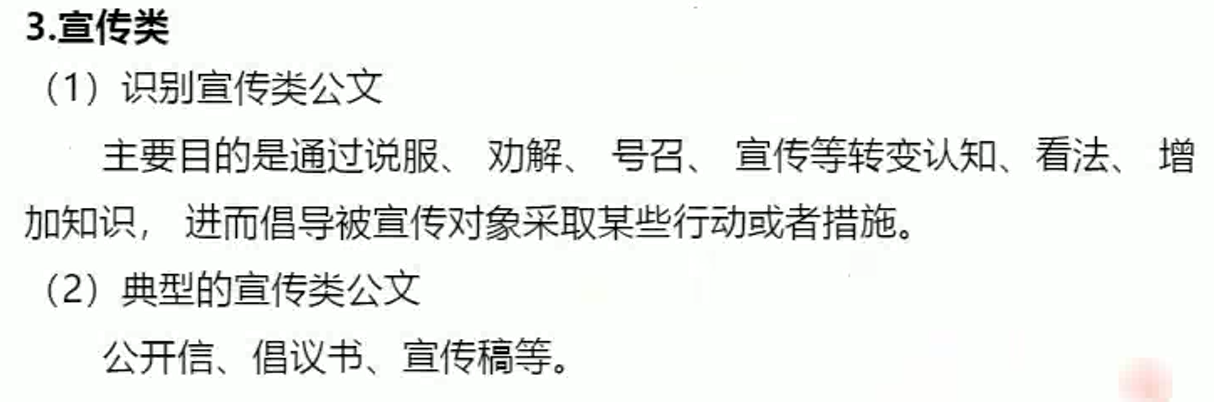 3.宣传类
（1）识别宣传类公文
主要目的是通过说服、 劝解、 号召、 宣传等转变认知、看法、 增
加知识， 进而倡导被宣传对象采取某些行动或者措施。
（2）典型的宣传类公文
公开信、倡议书、宣传稿等。